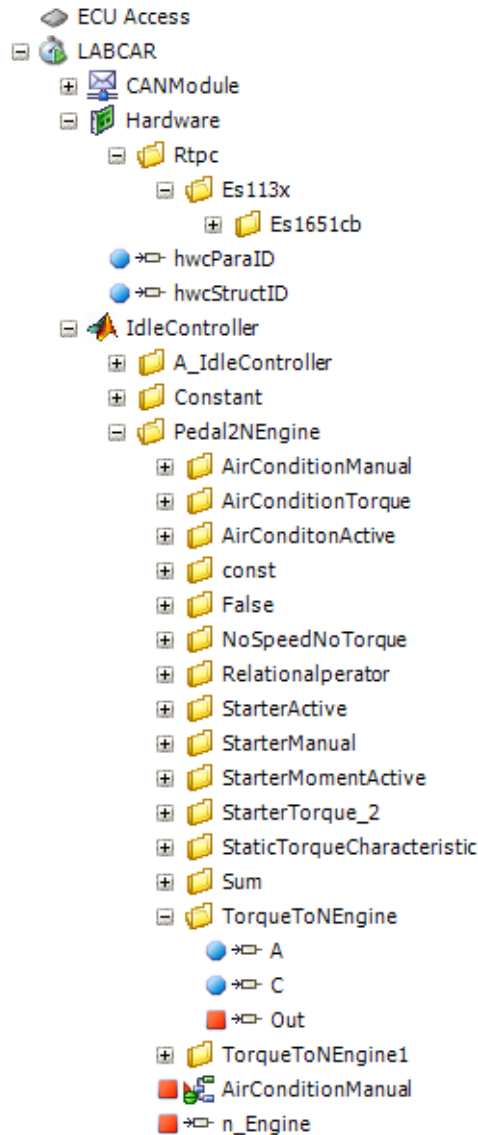 ECU Access
LABCAR
CANModule
Hardware
Rtpc
Es113x
Es1651cb
hwcParaID
hwcStructID
IdleController
A_IdleController
Constant
Pedal2NEngine
AirConditionManual
AirConditionTorque
AirConditonActive
const
False
NoSpeedNoTorque
Relationalperator
StarterActive
StarterManual
StarterMomentActive
StarterTorque_2
StaticTorqueCharacteristic
Sum
TorqueToNEngine
A
C
Out
TorqueToNEngine1
AirConditionManual
n_Engine